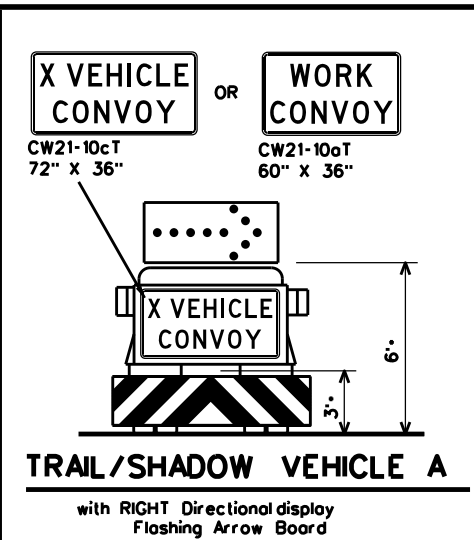 X VEHICLE
CONVOY
OR
WORK
CONVOY
CW21-10cT
72" X 36"
CW21-10aT
60" X 36"
X VEHICLE
CONVOY
6'±
3'±
TRAIL/SHADOW VEHICLE A
with RIGHT Directional display
Flashing Arrow Board